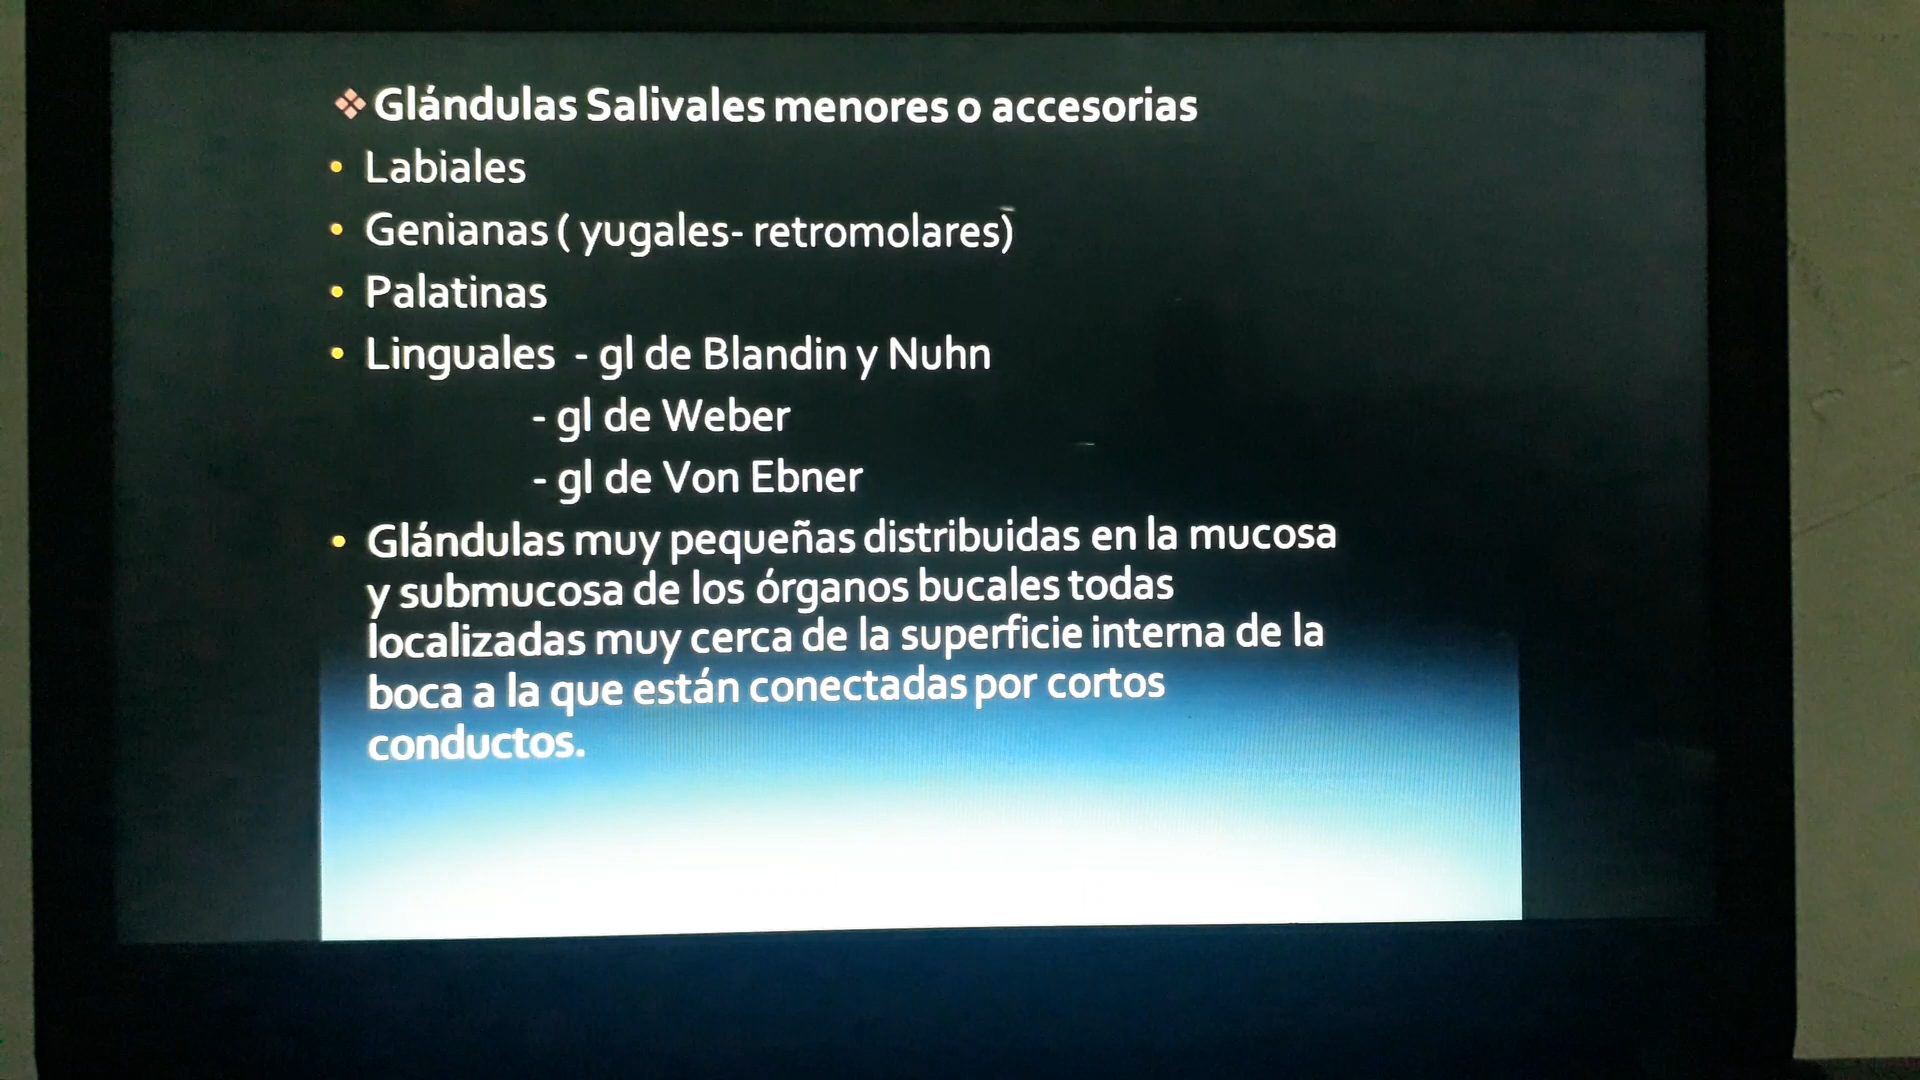 ❖ Glándulas Salivales menores o accesorias
• Labiales
• Genianas ( yugales- retromolares)
• Palatinas
• Linguales - gl de Blandin y Nuhn
- gl de Weber
- gl de Von Ebner
• Glándulas muy pequeñas distribuidas en la mucosa
y submucosa de los órganos bucales todas
localizadas muy cerca de la superficie interna de la
boca a la que están conectadas por cortos
conductos.